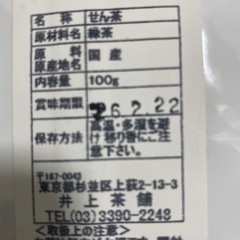 名称 せん茶
原材料名 緑茶
原料原産地名 国産
内容量 100g
賞味期限 26.2.22
保存方法 高温・多湿を避け 移り香にご注意下さい。
〒167-0043
東京都杉並区上荻2-13-3
井上茶舗
TEL(03)3390-2248
<取扱上の注意>